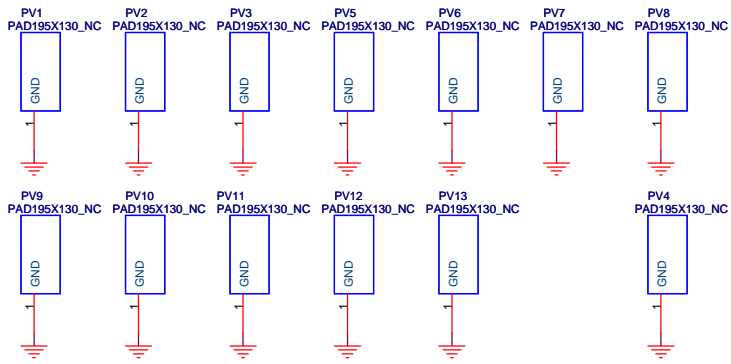 PV1 PV2 PV3 PV5 PV6 PV7 PV8
PAD195X130_NC PAD195X130_NC PAD195X130_NC PAD195X130_NC PAD195X130_NC PAD195X130_NC PAD195X130_NC
GND GND GND GND GND GND GND
1 1 1 1 1 1 1
PV9 PV10 PV11 PV12 PV13 PV4
PAD195X130_NC PAD195X130_NC PAD195X130_NC PAD195X130_NC PAD195X130_NC PAD195X130_NC
GND GND GND GND GND GND
1 1 1 1 1 1